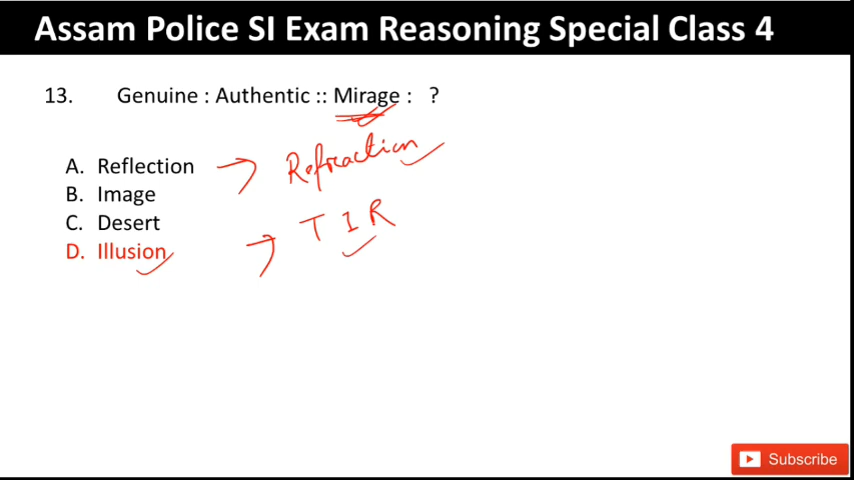 Assam Police SI Exam Reasoning Special Class 4
13. Genuine : Authentic :: Mirage : ?
A. Reflection
B. Image
C. Desert
D. Illusion
Refraction
TIR
Subscribe